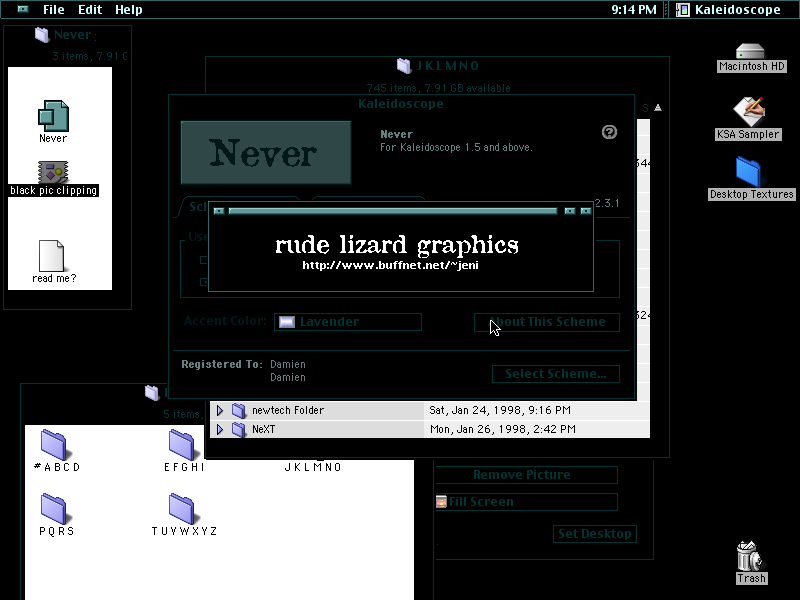 File Edit Help
9:14 PM Kaleidoscope
Never
3 items, 7.91 G
Never
black pic clipping
read me?
JKLMNO
745 items, 7.91 GB available
Kaleidoscope
Never
Never
For Kaleidoscope 1.5 and above.
2.3.1
rude lizard graphics
http://www.buffnet.net/~jeni
Accent Color:
Lavender
About This Scheme
Registered To:
Damien
Damien
Select Scheme...
newtech Folder
Sat, Jan 24, 1998, 9:16 PM
NeXT
Mon, Jan 26, 1998, 2:42 PM
5 items,
#ABCD
EFGHI
JKLMNO
PQRS
TUVWXYZ
Remove Picture
Fill Screen
Set Desktop
Macintosh HD
KSA Sampler
Desktop Textures
Trash